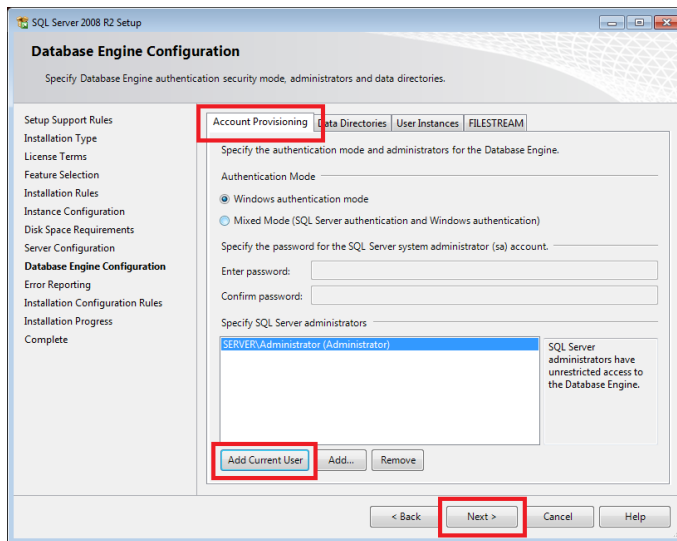 SQL Server 2008 R2 Setup
Database Engine Configuration
Specify Database Engine authentication security mode, administrators and data directories.
Setup Support Rules
Installation Type
License Terms
Feature Selection
Installation Rules
Instance Configuration
Disk Space Requirements
Server Configuration
Database Engine Configuration
Error Reporting
Installation Configuration Rules
Installation Progress
Complete
Account Provisioning Data Directories User Instances FILESTREAM
Specify the authentication mode and administrators for the Database Engine.
Authentication Mode
Windows authentication mode
Mixed Mode (SQL Server authentication and Windows authentication)
Specify the password for the SQL Server system administrator (sa) account.
Enter password:
Confirm password:
Specify SQL Server administrators
SERVER\Administrator (Administrator)
SQL Server
administrators have
unrestricted access to
the Database Engine.
Add Current User Add... Remove
< Back Next > Cancel Help